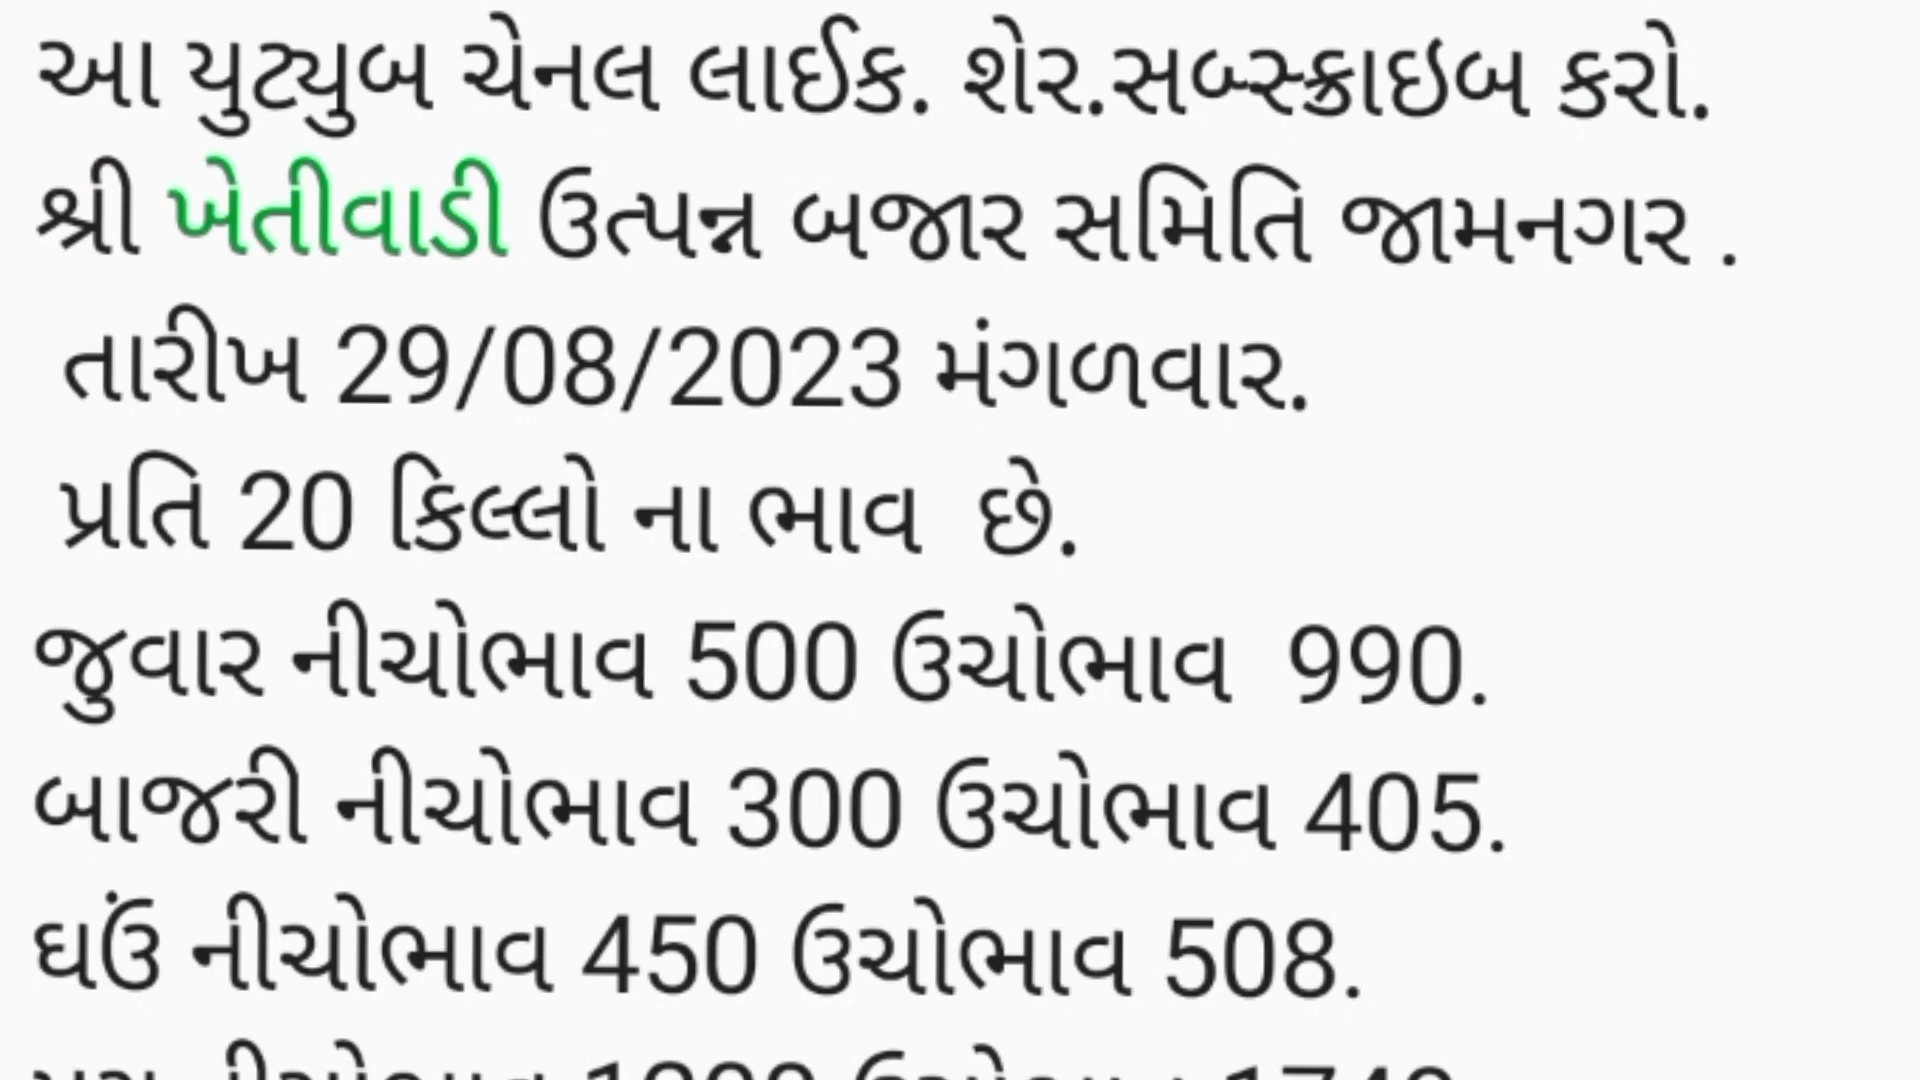 આ યુટ્યુબ ચેનલ લાઈક. શેર.સબ્સ્ક્રાઇબ કરો.
શ્રી ખેતીવાડી ઉત્પન્ન બજાર સમિતિ જામનગર .
તારીખ 29/08/2023 મંગળવાર.
પ્રતિ 20 કિલ્લો ના ભાવ  છે.
જુવાર નીચોભાવ 500 ઉચોભાવ  990.
બાજરી નીચોભાવ 300 ઉચોભાવ 405.
ઘઉં નીચોભાવ 450 ઉચોભાવ 508.
નીચોભાવ ઉચોભાવ